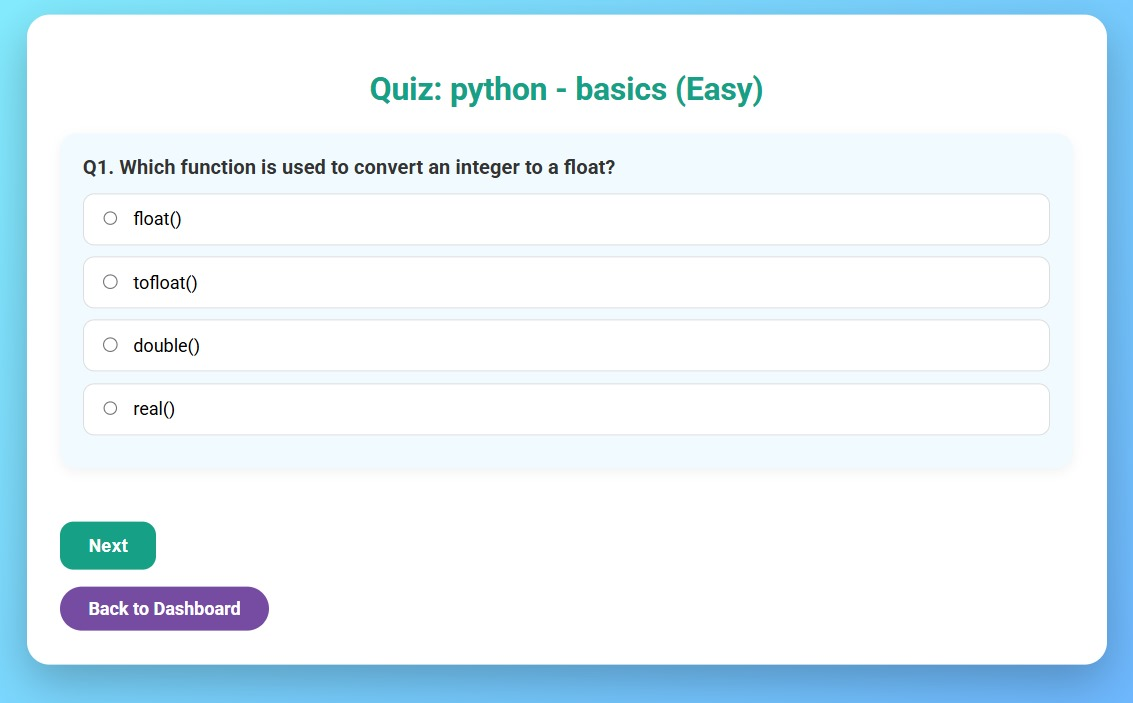 Quiz: python - basics (Easy)
Q1. Which function is used to convert an integer to a float?
float()
tofloat()
double()
real()
Next
Back to Dashboard